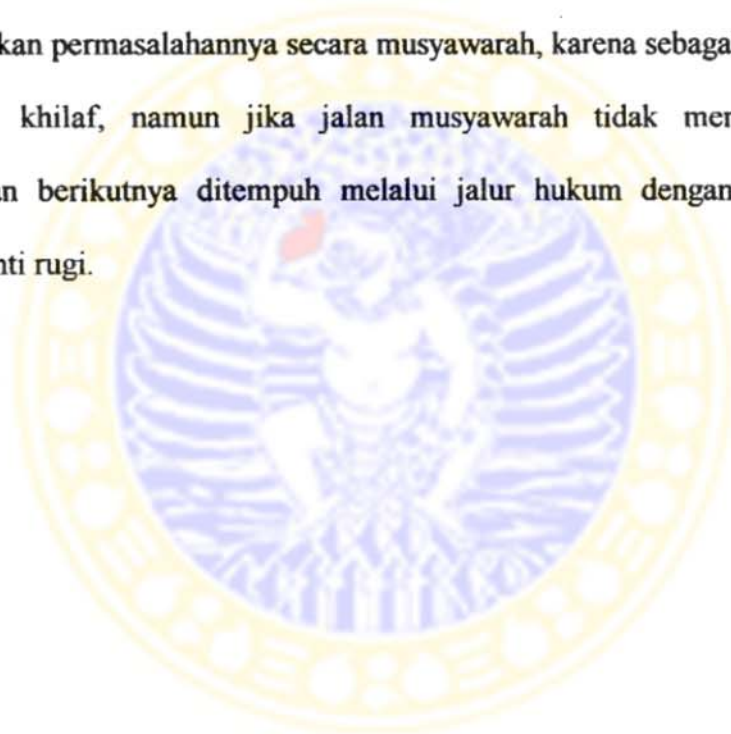 kan permasalahannya secara musyawarah, karena sebaga
khilaf, namun jika jalan musyawarah tidak mer
n berikutnya ditempuh melalui jalur hukum dengan
ti rugi.